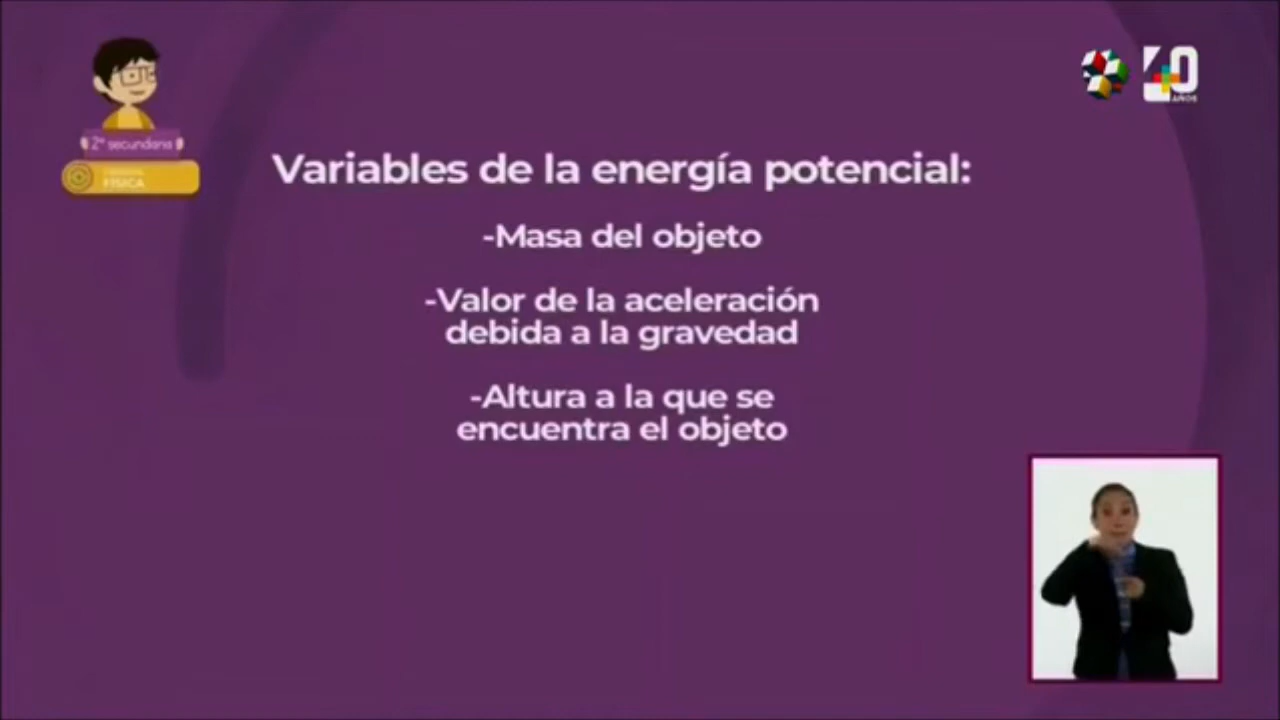 40
AÑOS
2° secundaria
FÍSICA
Variables de la energía potencial:
-Masa del objeto
-Valor de la aceleración
debida a la gravedad
-Altura a la que se
encuentra el objeto